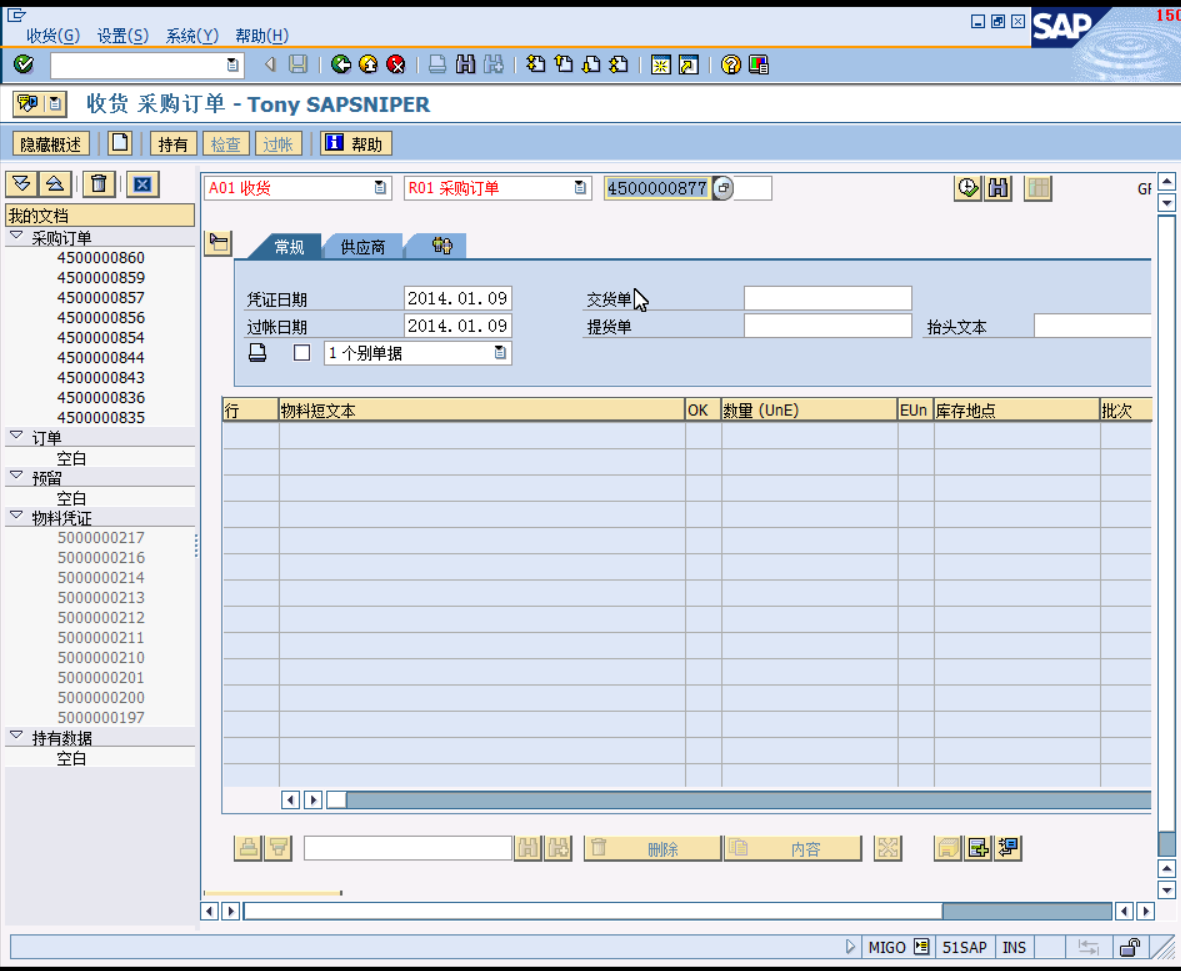 150
收货(G) 设置(S) 系统(Y) 帮助(H)
SAP
收货 采购订单 - Tony SAPSNIPER
隐藏概述 持有 检查 过帐 帮助
A01 收货 R01 采购订单 4500000877 GR
我的文档
采购订单
4500000860
4500000859
4500000857
4500000856
4500000854
4500000844
4500000843
4500000836
4500000835
订单
空白
预留
空白
物料凭证
5000000217
5000000216
5000000214
5000000213
5000000212
5000000211
5000000210
5000000201
5000000200
5000000197
持有数据
空白
常规 供应商
凭证日期 2014.01.09 交货单
过帐日期 2014.01.09 提货单 抬头文本
1 个别单据
行 物料短文本 OK 数量 (UnE) EUn 库存地点 批次
删除 内容
MIGO 51SAP INS